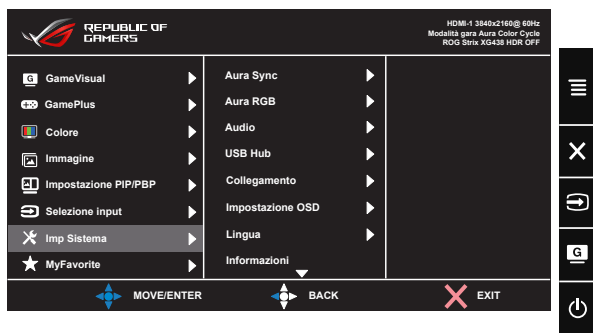 REPUBLIC OF
GAMERS
HDMI-1 3840x2160@ 60Hz
Modalità gara Aura Color Cycle
ROG Strix XG438 HDR OFF
G GameVisual
GamePlus
Colore
Immagine
Impostazione PIP/PBP
Selezione input
Imp Sistema
MyFavorite
Aura Sync
Aura RGB
Audio
USB Hub
Collegamento
Impostazione OSD
Lingua
Informazioni
MOVE/ENTER
BACK
EXIT
G